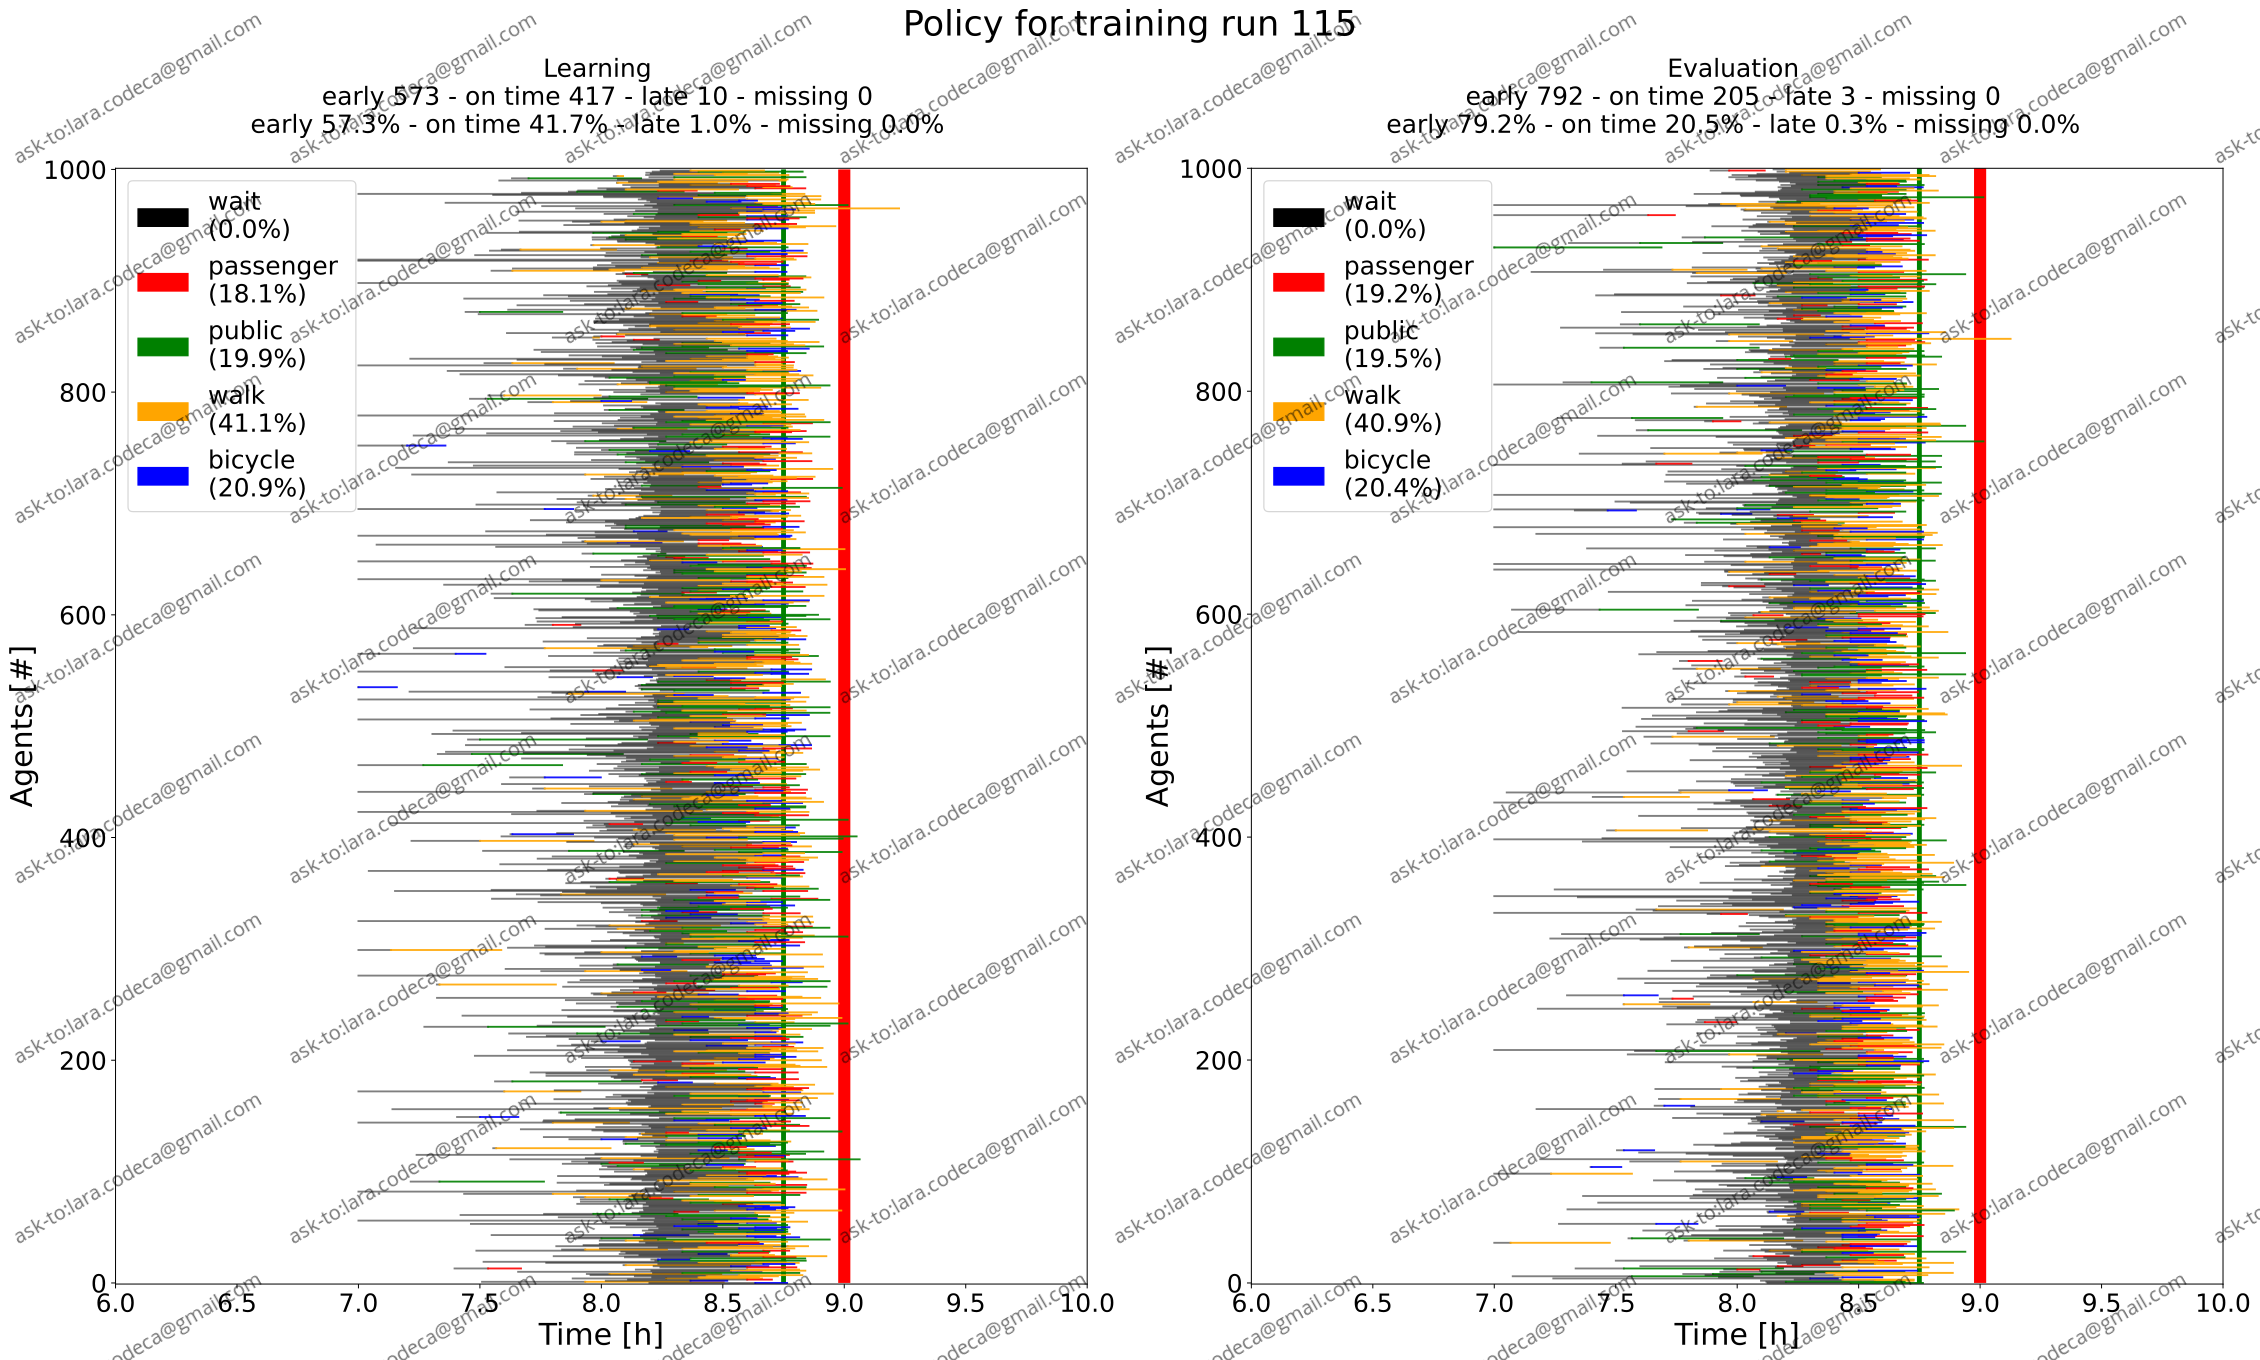 Policy for training run 115
Learning
early 573 - on time 417 - late 10 - missing 0
early 57.3% - on time 41.7% - late 1.0% - missing 0.0%
1000
800
600
400
200
0
Agents [#]
wait
(0.0%)
passenger
(18.1%)
public
(19.9%)
walk
(41.1%)
bicycle
(20.9%)
6.0 6.5 7.0 7.5 8.0 8.5 9.0 9.5 10.0
Time [h]
Evaluation
early 792 - on time 205 - late 3 - missing 0
early 79.2% - on time 20.5% - late 0.3% - missing 0.0%
1000
800
600
400
200
0
Agents [#]
wait
(0.0%)
passenger
(19.2%)
public
(19.5%)
walk
(40.9%)
bicycle
(20.4%)
6.0 6.5 7.0 7.5 8.0 8.5 9.0 9.5 10.0
Time [h]
ask-to:lara.codeca@gmail.com